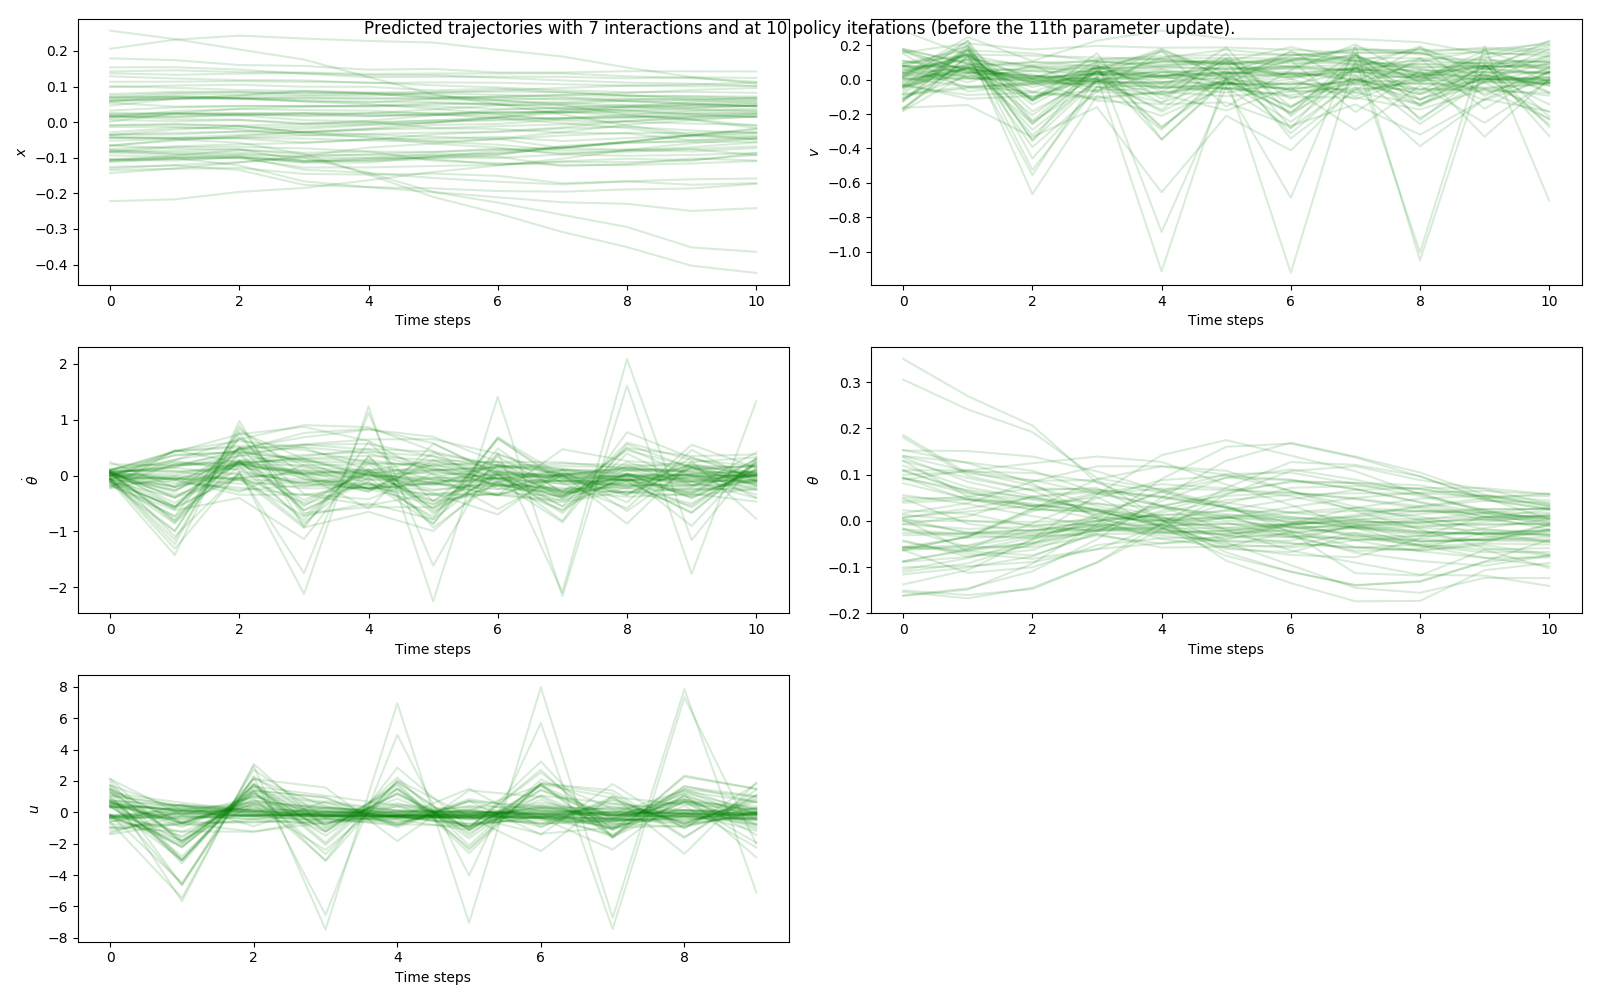 Predicted trajectories with 7 interactions and at 10 policy iterations (before the 11th parameter update).
0.2
0.1
0.0
−0.1
−0.2
−0.3
−0.4
x
0 2 4 6 8 10
Time steps
0.2
0.0
−0.2
−0.4
−0.6
−0.8
−1.0
v
0 2 4 6 8 10
Time steps
2
1
0
−1
−2
θ̇
0 2 4 6 8 10
Time steps
0.3
0.2
0.1
0.0
−0.1
−0.2
θ
0 2 4 6 8 10
Time steps
8
6
4
2
0
−2
−4
−6
−8
u
0 2 4 6 8
Time steps